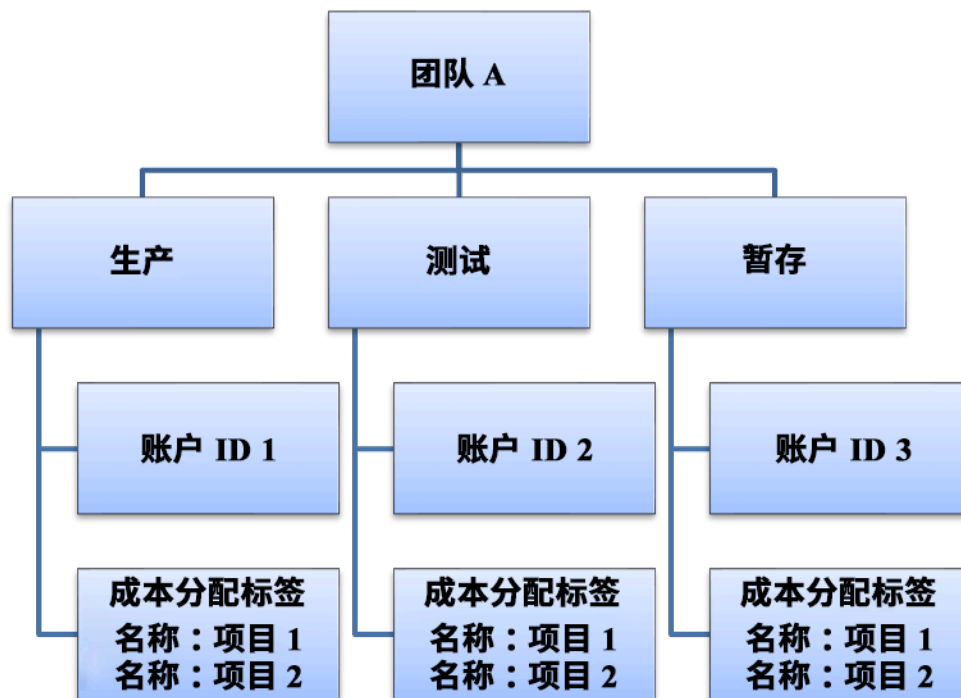 团队 A
生产
测试
暂存
账户 ID 1
账户 ID 2
账户 ID 3
成本分配标签
名称：项目 1
名称：项目 2
成本分配标签
名称：项目 1
名称：项目 2
成本分配标签
名称：项目 1
名称：项目 2